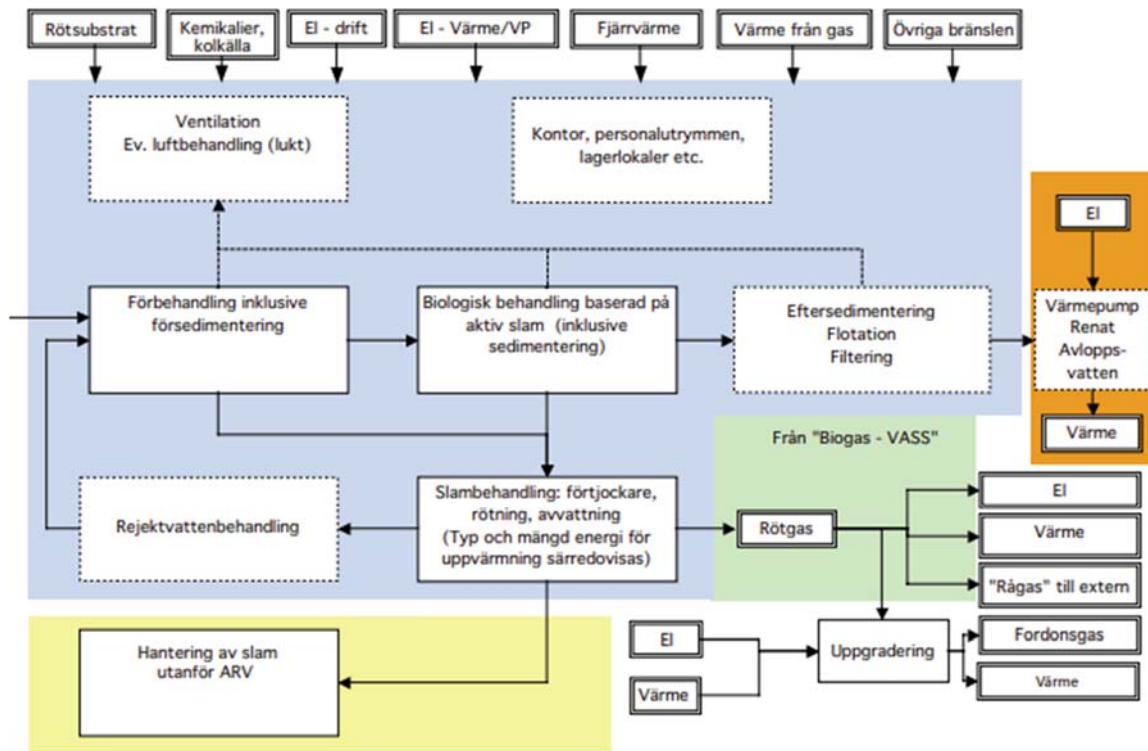 Rötsubstrat
Kemikalier,
kolkälla
El - drift
El - Värme/VP
Fjärrvärme
Värme från gas
Övriga bränslen
Ventilation
Ev. luftbehandling (lukt)
Kontor, personalutrymmen,
lagerlokaler etc.
El
Förbehandling inklusive
försedimentering
Biologisk behandling baserad på
aktiv slam (inklusive
sedimentering)
Eftersedimentering
Flotation
Filtering
Värmepump
Renat
Avlopps-
vatten
Värme
Från "Biogas - VASS"
Rejektvattenbehandling
Slambehandling: förtjockare,
rötning, avvattning
(Typ och mängd energi för
uppvärmning särredovisas)
Rötgas
El
Värme
"Rågas" till extern
Hantering av slam
utanför ARV
El
Värme
Uppgradering
Fordonsgas
Värme